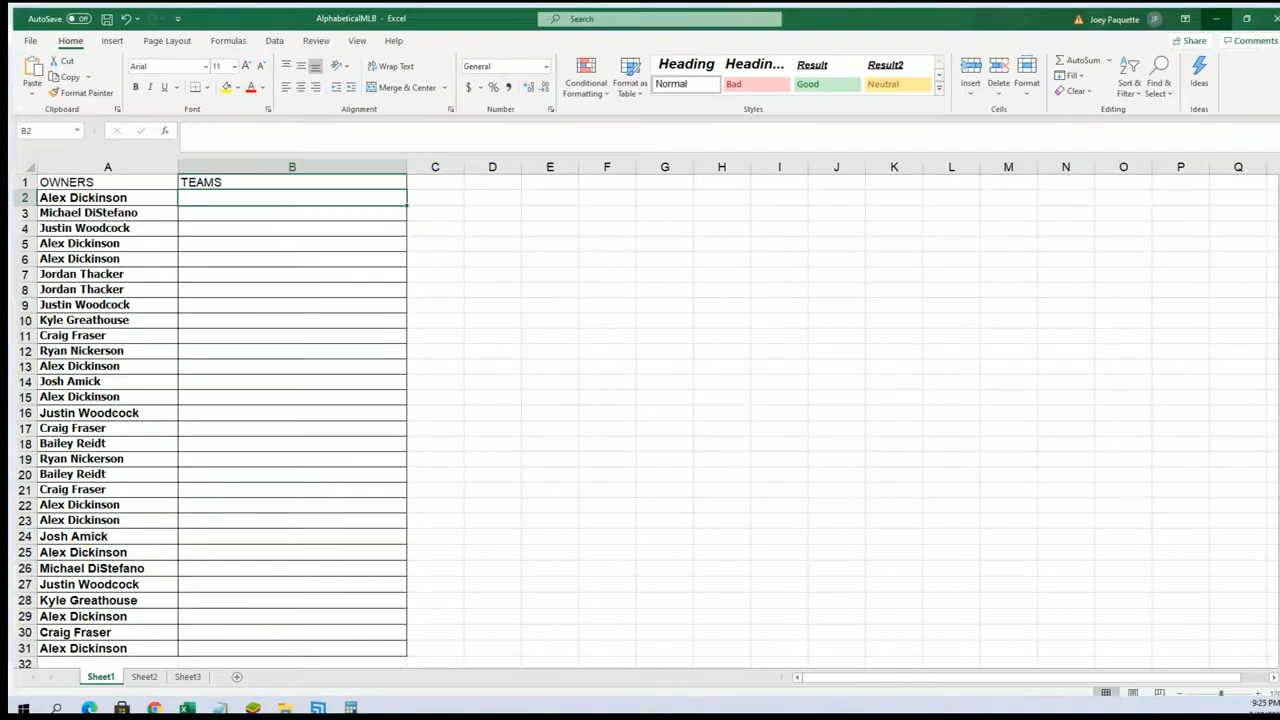 AutoSave Off AlphabeticalMLB - Excel Search Joey Paquette JP
File Home Insert Page Layout Formulas Data Review View Help Share Comments
Cut Arial 11 A A Wrap Text General Heading Headin... Result Result2 AutoSum
Paste Copy Fill Conditional Format as Insert Delete Format Sort & Find & Ideas
Format Painter B U A Merge & Center $ % Normal Bad Good Neutral Clear
Formatting Table Filter Select
Clipboard Font Alignment Number Styles Cells Editing Ideas
B2 fx
A B C D E F G H I J K L M N O P Q
1 OWNERS TEAMS
2 Alex Dickinson
3 Michael DiStefano
4 Justin Woodcock
5 Alex Dickinson
6 Alex Dickinson
7 Jordan Thacker
8 Jordan Thacker
9 Justin Woodcock
10 Kyle Greathouse
11 Craig Fraser
12 Ryan Nickerson
13 Alex Dickinson
14 Josh Amick
15 Alex Dickinson
16 Justin Woodcock
17 Craig Fraser
18 Bailey Reidt
19 Ryan Nickerson
20 Bailey Reidt
21 Craig Fraser
22 Alex Dickinson
23 Alex Dickinson
24 Josh Amick
25 Alex Dickinson
26 Michael DiStefano
27 Justin Woodcock
28 Kyle Greathouse
29 Alex Dickinson
30 Craig Fraser
31 Alex Dickinson
32
Sheet1 Sheet2 Sheet3
9:25 PM